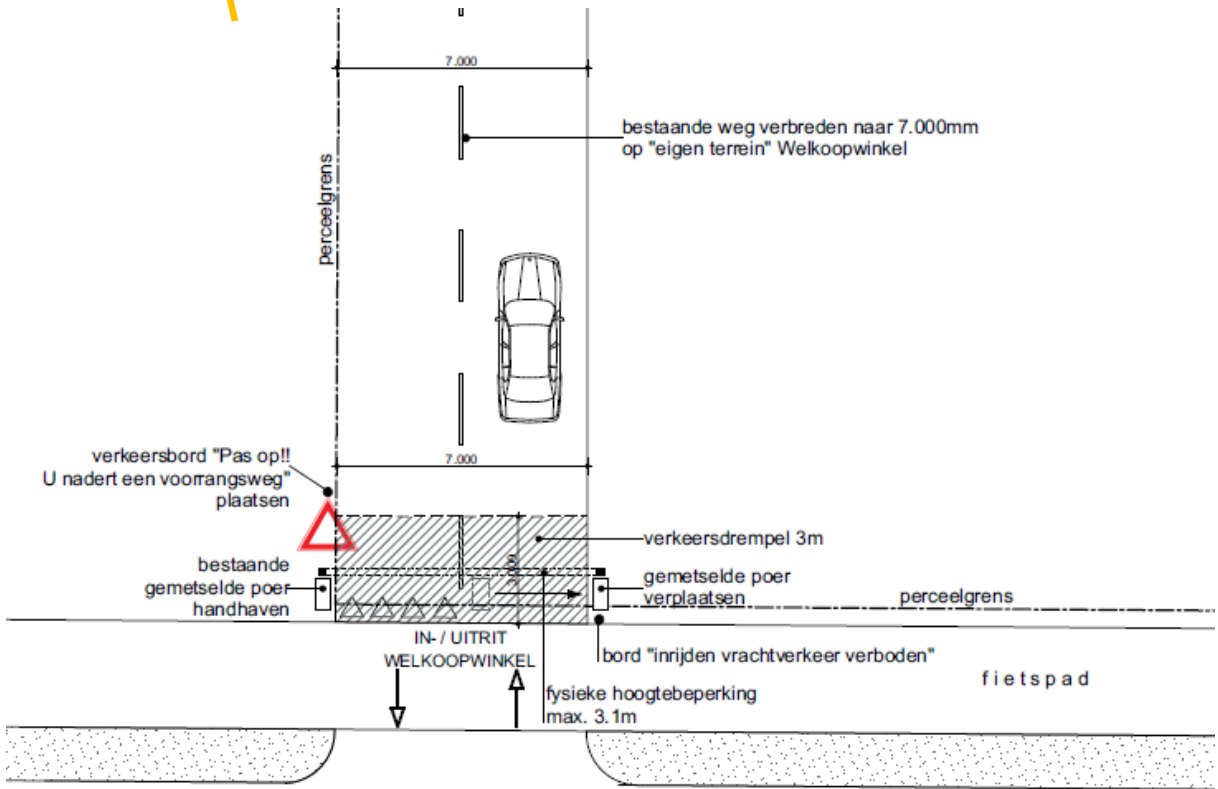 7.000
bestaande weg verbreden naar 7.000mm
op "eigen terrein" Welkoopwinkel
perceelgrens
verkeersbord "Pas op!!
U nadert een voorrangsweg"
plaatsen
7.000
verkeersdrempel 3m
bestaande
gemetselde poer
handhaven
3.000
gemetselde poer
verplaatsen
perceelgrens
IN- / UITRIT
WELKOOPWINKEL
bord "inrijden vrachtverkeer verboden"
fietspad
fysieke hoogtebeperking
max. 3.1m